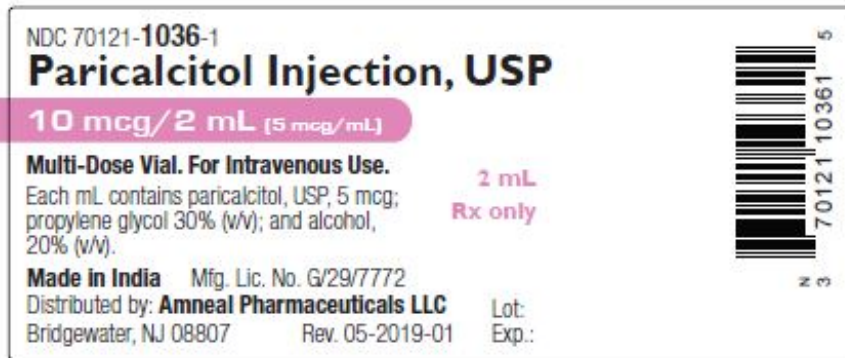 NDC 70121-1036-1
Paricalcitol Injection, USP
10 mcg/2 mL (5 mcg/mL)
Multi-Dose Vial. For Intravenous Use.
Each mL contains paricalcitol, USP, 5 mcg;
propylene glycol 30% (v/v); and alcohol,
20% (v/v).
2 mL
Rx only
Made in India Mfg. Lic. No. G/29/7772
Distributed by: Amneal Pharmaceuticals LLC
Bridgewater, NJ 08807 Rev. 05-2019-01
Lot:
Exp.:
N 3 70121 10361 5